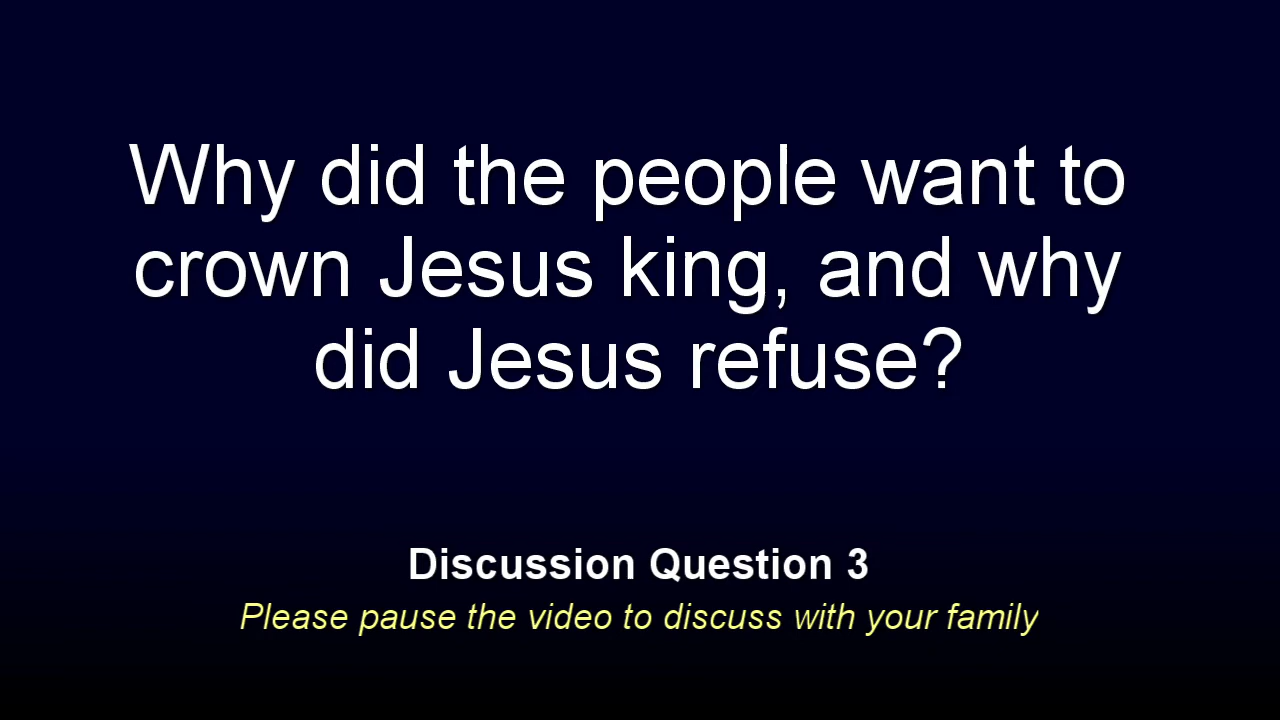 Why did the people want to
crown Jesus king, and why
did Jesus refuse?
Discussion Question 3
Please pause the video to discuss with your family